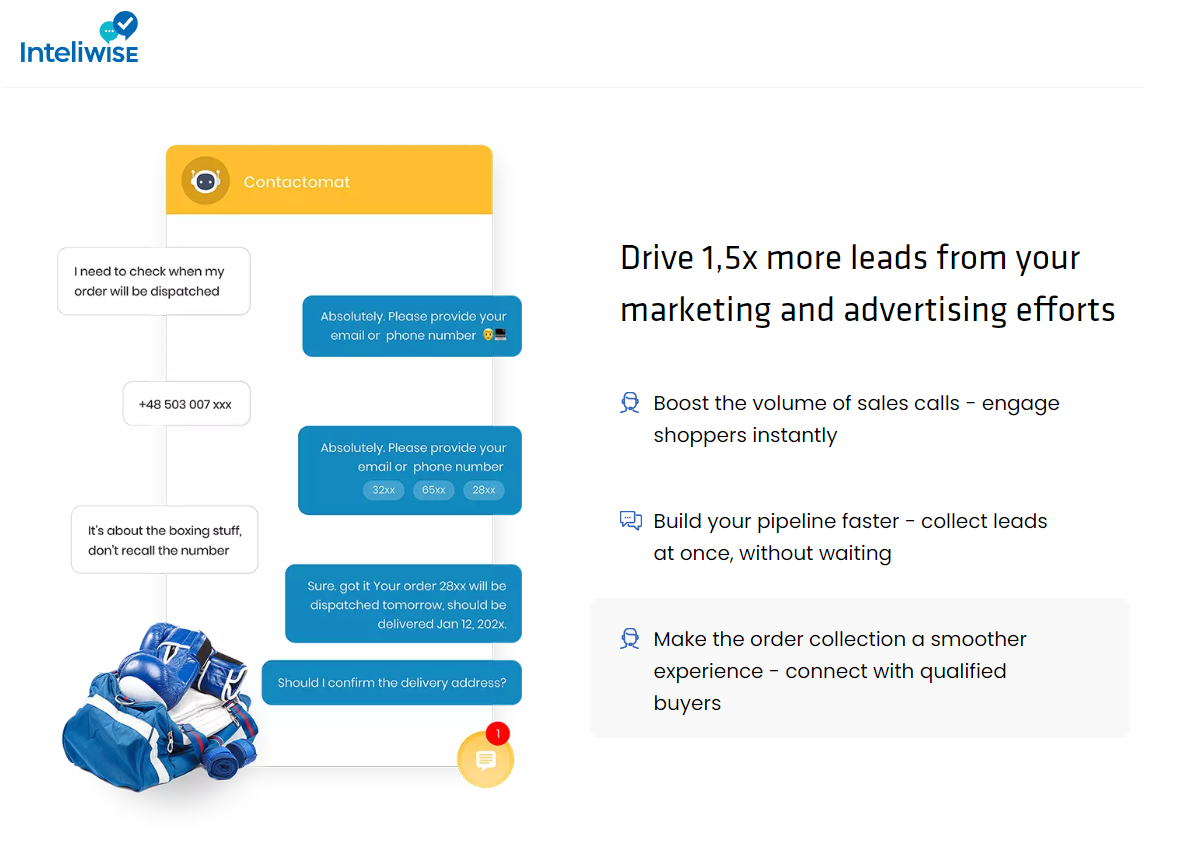 InteliWISE
Contactomat
I need to check when my
order will be dispatched
Absolutely. Please provide your
email or phone number 👨‍💻
+48 503 007 xxx
Absolutely. Please provide your
email or phone number
32xx 65xx 28xx
It's about the boxing stuff,
don't recall the number
Sure. got it Your order 28xx will be
dispatched tomorrow, should be
delivered Jan 12, 202x.
Should I confirm the delivery address?
1
Drive 1,5x more leads from your
marketing and advertising efforts
Boost the volume of sales calls - engage
shoppers instantly
Build your pipeline faster - collect leads
at once, without waiting
Make the order collection a smoother
experience - connect with qualified
buyers